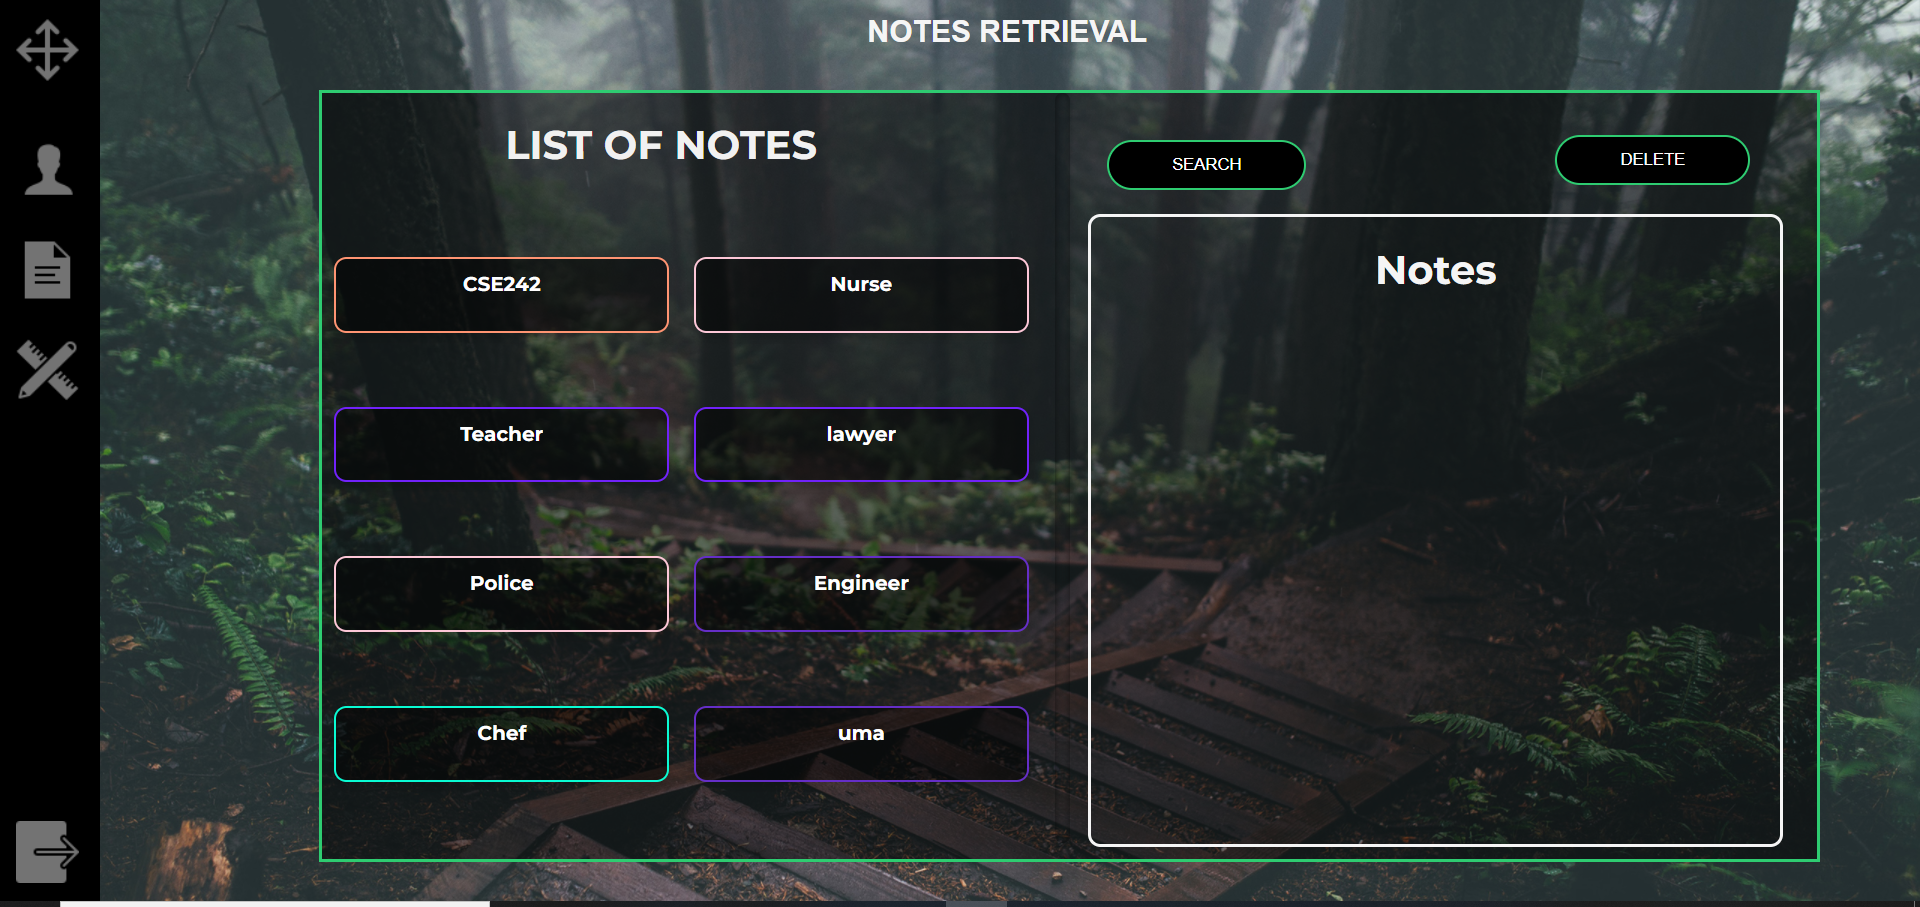 NOTES RETRIEVAL
LIST OF NOTES
SEARCH
DELETE
CSE242
Nurse
Teacher
lawyer
Police
Engineer
Chef
uma
Notes